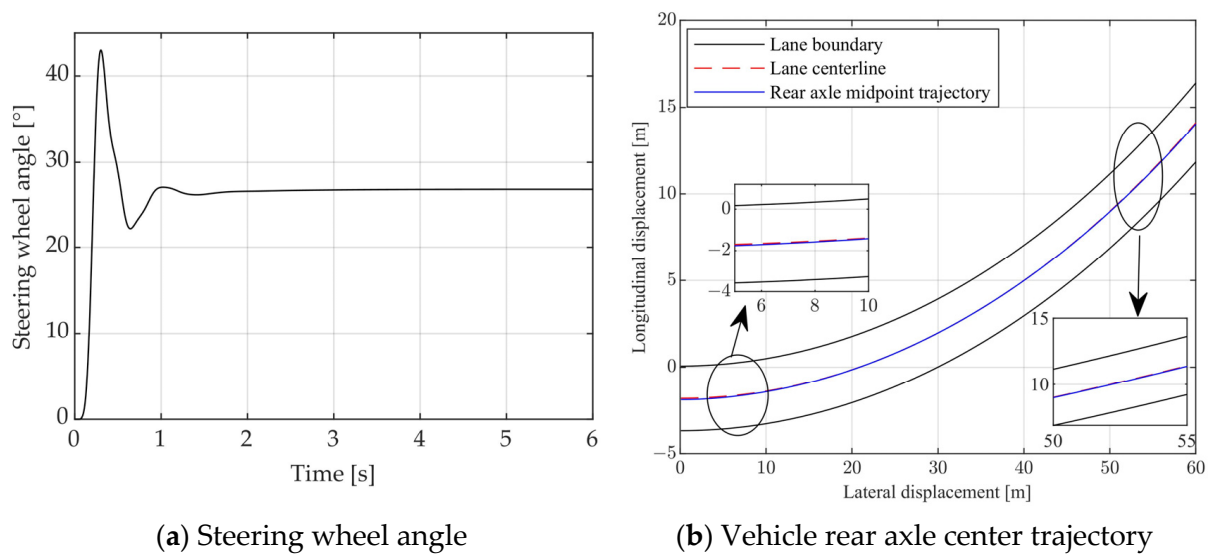 Steering wheel angle [°]
40
30
20
10
0
0 1 2 3 4 5 6
Time [s]
(a) Steering wheel angle
Longitudinal displacement [m]
20
15
10
5
0
−5
Lane boundary
Lane centerline
Rear axle midpoint trajectory
0
−2
−4
6 8 10
15
10
50 55
0 10 20 30 40 50 60
Lateral displacement [m]
(b) Vehicle rear axle center trajectory